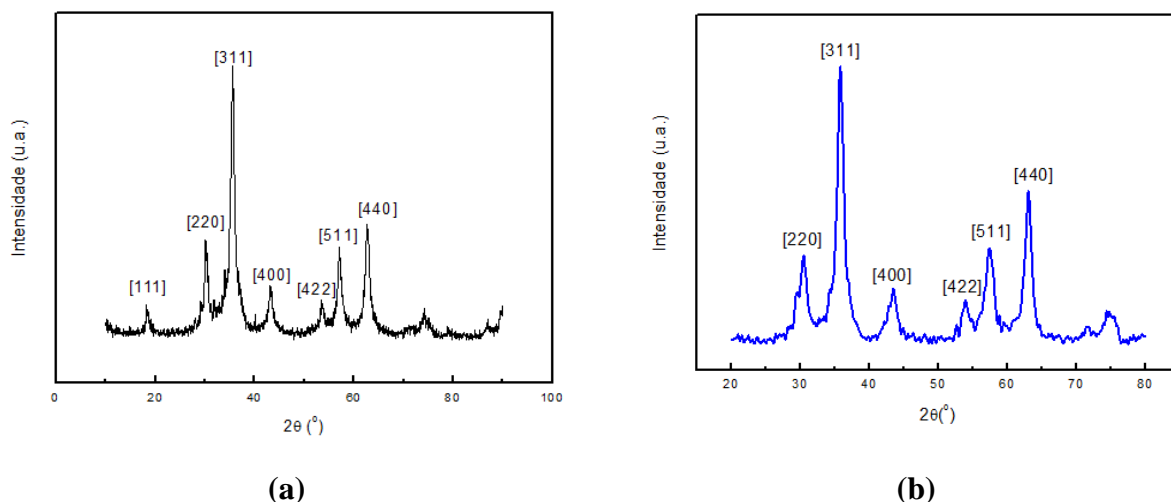 [311]
[220]
[440]
[511]
[400]
[111]
[422]
Intensidade (u.a.)
0 20 40 60 80 100
2θ (°)
(a)
[311]
[440]
[220]
[511]
[400]
[422]
Intensidade (u.a.)
20 30 40 50 60 70 80
2θ(°)
(b)